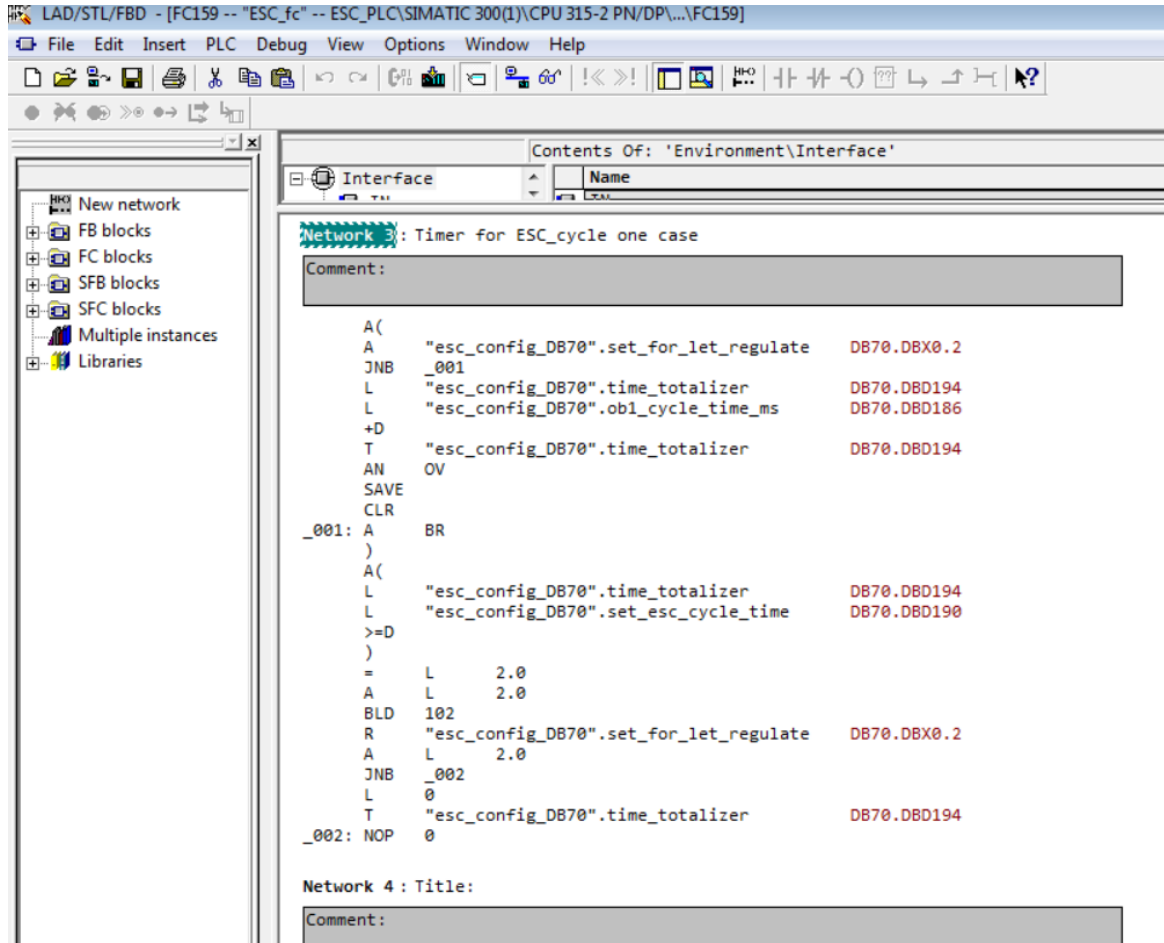 LAD/STL/FBD - [FC159 -- "ESC_fc" -- ESC_PLC\SIMATIC 300(1)\CPU 315-2 PN/DP\...\FC159]
File Edit Insert PLC Debug View Options Window Help
Contents Of: 'Environment\Interface'
Interface
Name
New network
FB blocks
FC blocks
SFB blocks
SFC blocks
Multiple instances
Libraries
Network 3: Timer for ESC_cycle one case
Comment:
A(
A "esc_config_DB70".set_for_let_regulate DB70.DBX0.2
JNB _001
L "esc_config_DB70".time_totalizer DB70.DBD194
L "esc_config_DB70".ob1_cycle_time_ms DB70.DBD186
+D
T "esc_config_DB70".time_totalizer DB70.DBD194
AN OV
SAVE
CLR
_001: A BR
)
A(
L "esc_config_DB70".time_totalizer DB70.DBD194
L "esc_config_DB70".set_esc_cycle_time DB70.DBD190
>=D
)
= L 2.0
A L 2.0
BLD 102
R "esc_config_DB70".set_for_let_regulate DB70.DBX0.2
A L 2.0
JNB _002
L 0
T "esc_config_DB70".time_totalizer DB70.DBD194
_002: NOP 0
Network 4 : Title:
Comment: